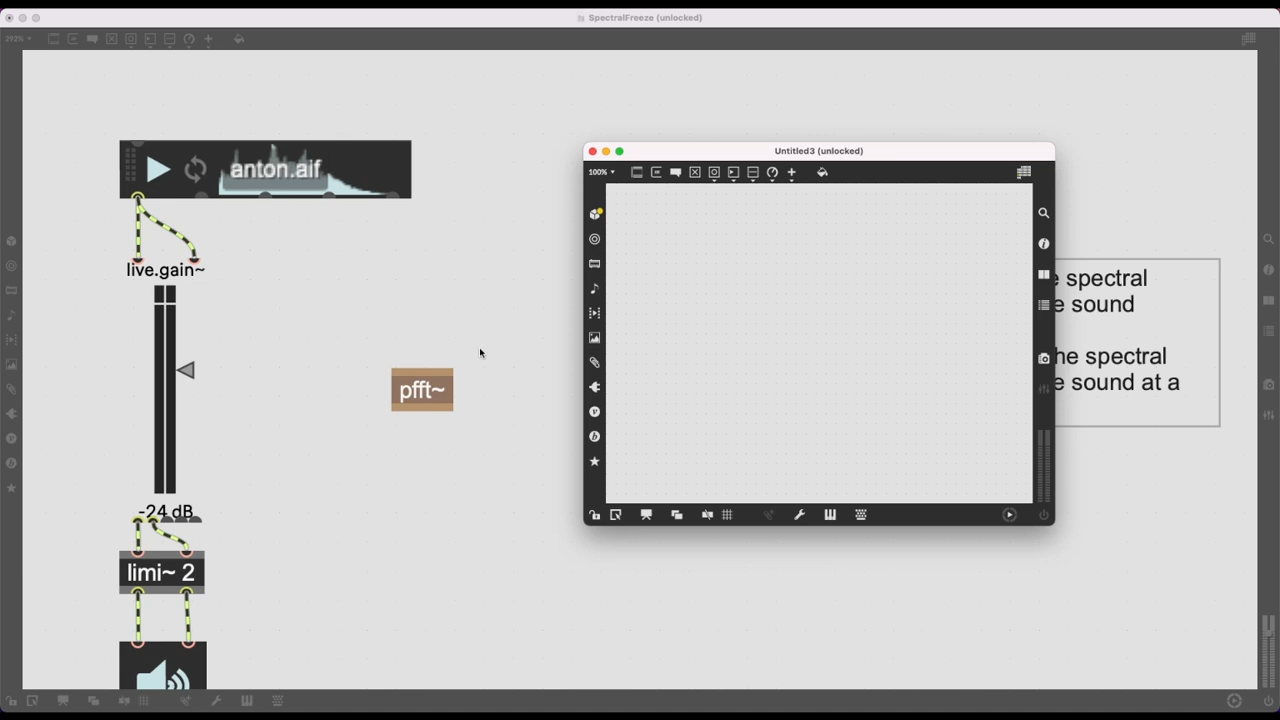 SpectralFreeze (unlocked)
292%
anton.aif
Untitled3 (unlocked)
100%
live.gain~
e spectral
e sound
he spectral
e sound at a
pfft~
-24 dB
limi~ 2